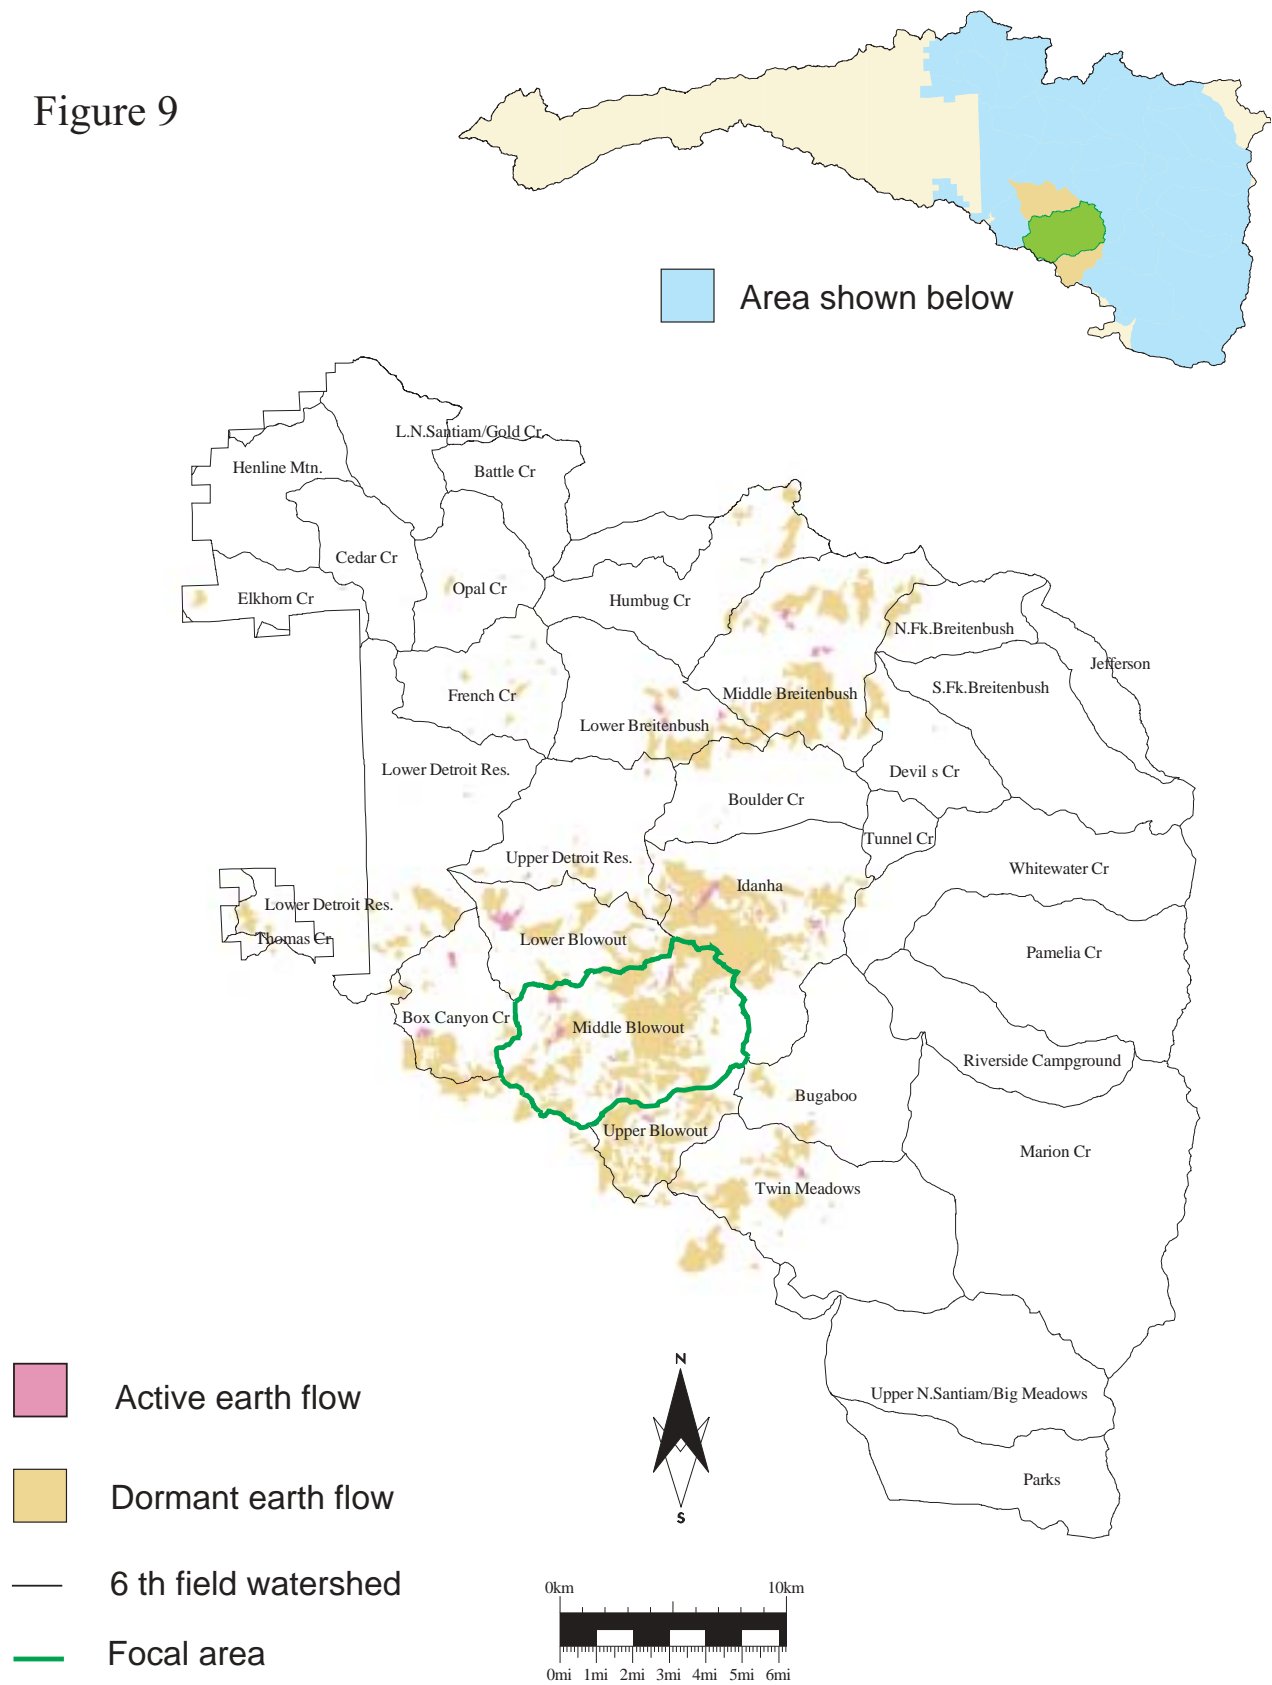 Figure 9
Area shown below
L.N.Santiam/Gold Cr
Henline Mtn.
Battle Cr
Cedar Cr
Opal Cr
Elkhorn Cr
Humbug Cr
N.Fk.Breitenbush
Jefferson
S.Fk.Breitenbush
French Cr
Middle Breitenbush
Lower Breitenbush
Lower Detroit Res.
Devil s Cr
Boulder Cr
Tunnel Cr
Upper Detroit Res.
Whitewater Cr
Idanha
Lower Detroit Res.
Thomas Cr
Lower Blowout
Pamelia Cr
Box Canyon Cr
Middle Blowout
Riverside Campground
Bugaboo
Upper Blowout
Marion Cr
Twin Meadows
Upper N.Santiam/Big Meadows
Parks
N
S
Active earth flow
Dormant earth flow
6 th field watershed
Focal area
0km 10km
0mi 1mi 2mi 3mi 4mi 5mi 6mi